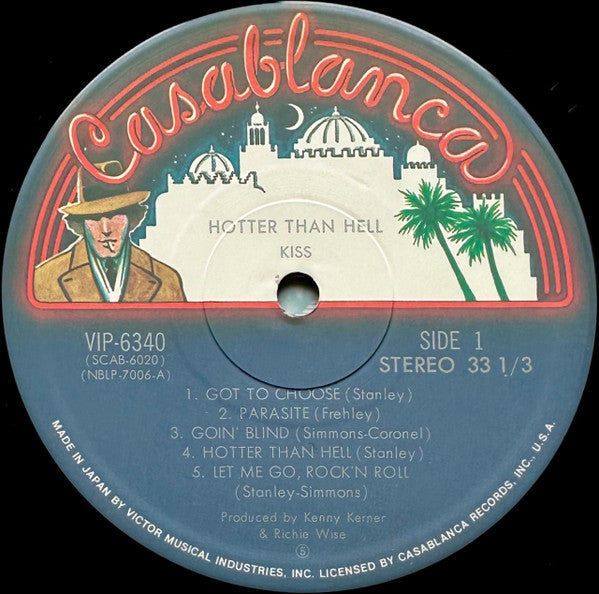 Casablanca
HOTTER THAN HELL
KISS
VIP-6340
(SCAB-6020)
(NBLP-7006-A)
SIDE 1
STEREO 33 1/3
1. GOT TO CHOOSE (Stanley)
2. PARASITE (Frehley)
3. GOIN' BLIND (Simmons-Coronel)
4. HOTTER THAN HELL (Stanley)
5. LET ME GO, ROCK'N ROLL
(Stanley-Simmons)
Produced by Kenny Kerner
& Richie Wise
Ⓢ
MADE IN JAPAN BY VICTOR MUSICAL INDUSTRIES, INC. LICENSED BY CASABLANCA RECORDS, INC., U.S.A.